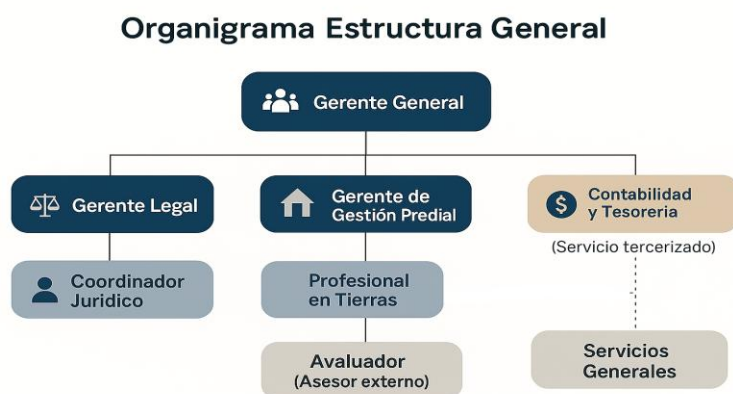 Organigrama Estructura General
Gerente General
Gerente Legal
Gerente de
Gestión Predial
Contabilidad
y Tesoreria
(Servicio tercerizado)
Coordinador
Juridico
Profesional
en Tierras
Avaluador
(Asesor externo)
Servicios
Generales